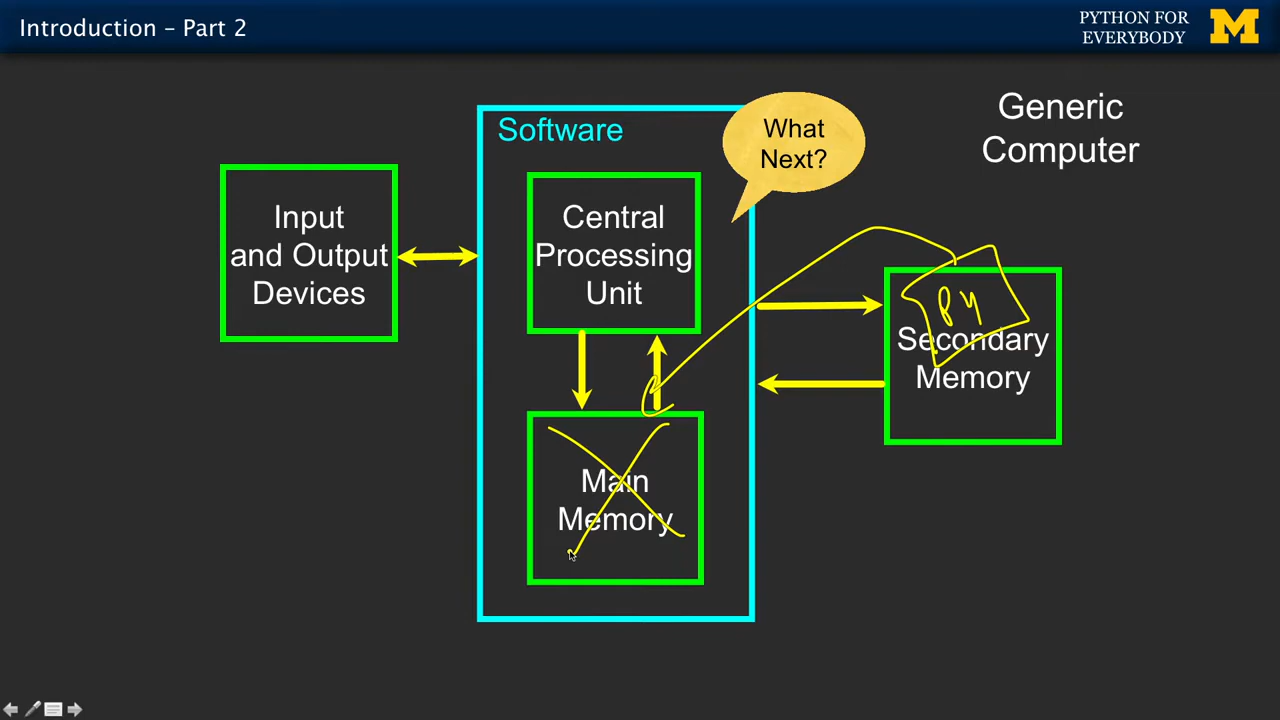 Introduction – Part 2
PYTHON FOR
EVERYBODY
M
Generic
Computer
Software
What
Next?
Input
and Output
Devices
Central
Processing
Unit
PY
Secondary
Memory
Main
Memory